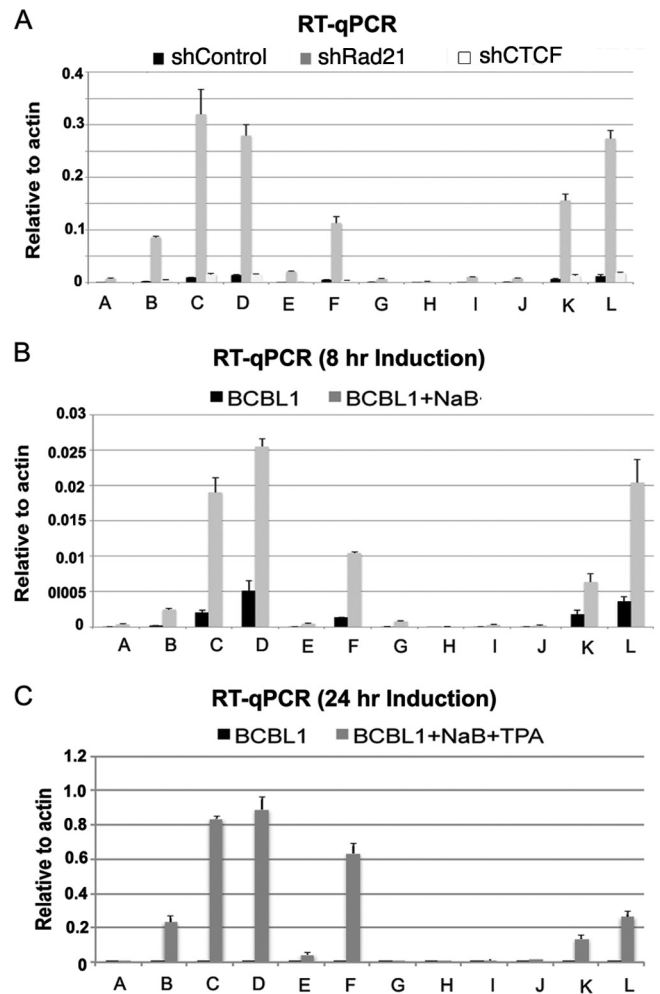 A
RT-qPCR
shControl shRad21 shCTCF
Relative to actin
0.4
0.3
0.2
0.1
0
A B C D E F G H I J K L
B
RT-qPCR (8 hr Induction)
BCBL1 BCBL1+NaB
Relative to actin
0.03
0.025
0.02
0.015
0.01
0I005
0
A B C D E F G H I J K L
C
RT-qPCR (24 hr Induction)
BCBL1 BCBL1+NaB+TPA
Relative to actin
1.2
1.0
0.8
0.6
0.4
0.2
0
A B C D E F G H I J K L